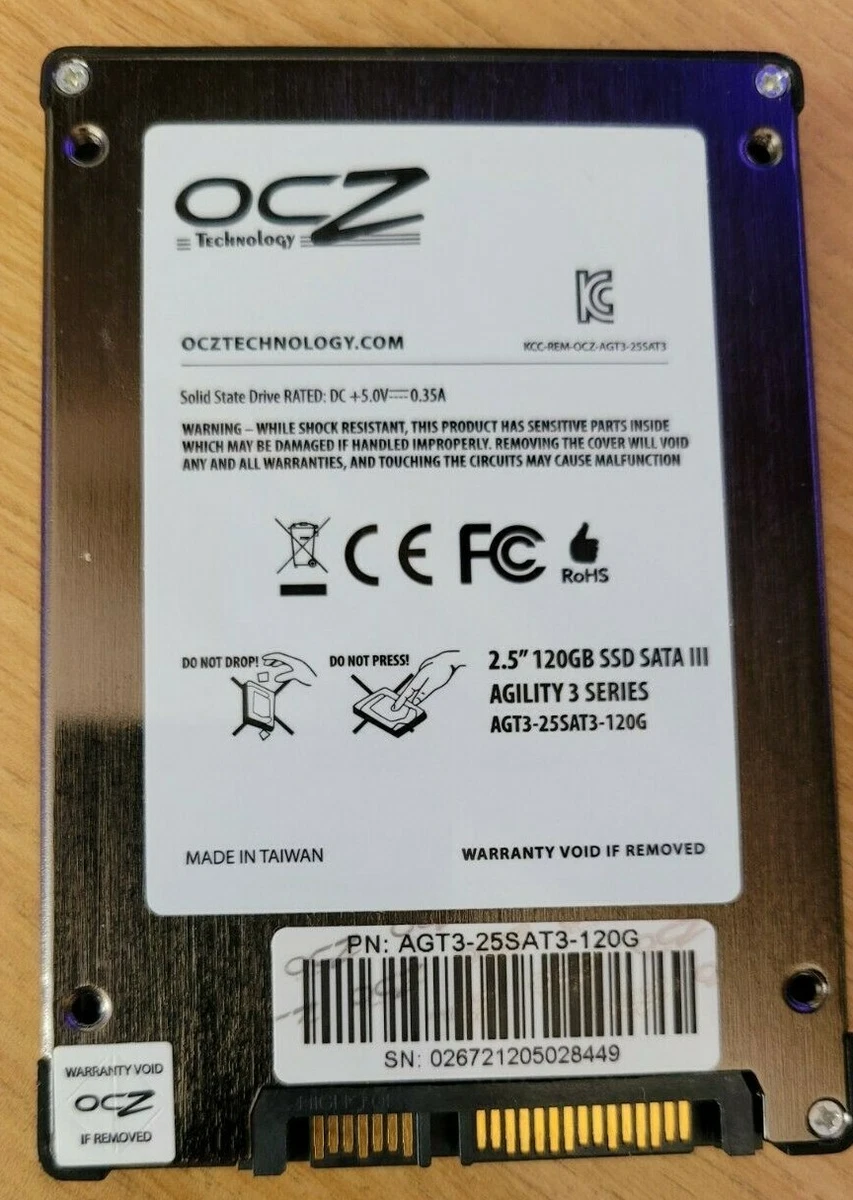 OCZ
Technology
KC
OCZTECHNOLOGY.COM
KCC-REM-OCZ-AGT3-25SAT3
Solid State Drive RATED: DC +5.0V⎓0.35A
WARNING – WHILE SHOCK RESISTANT, THIS PRODUCT HAS SENSITIVE PARTS INSIDE
WHICH MAY BE DAMAGED IF HANDLED IMPROPERLY. REMOVING THE COVER WILL VOID
ANY AND ALL WARRANTIES, AND TOUCHING THE CIRCUITS MAY CAUSE MALFUNCTION
CE FC RoHS
DO NOT DROP! DO NOT PRESS!
2.5" 120GB SSD SATA III
AGILITY 3 SERIES
AGT3-25SAT3-120G
MADE IN TAIWAN
WARRANTY VOID IF REMOVED
PN: AGT3-25SAT3-120G
SN: 026721205028449
WARRANTY VOID
OCZ
IF REMOVED